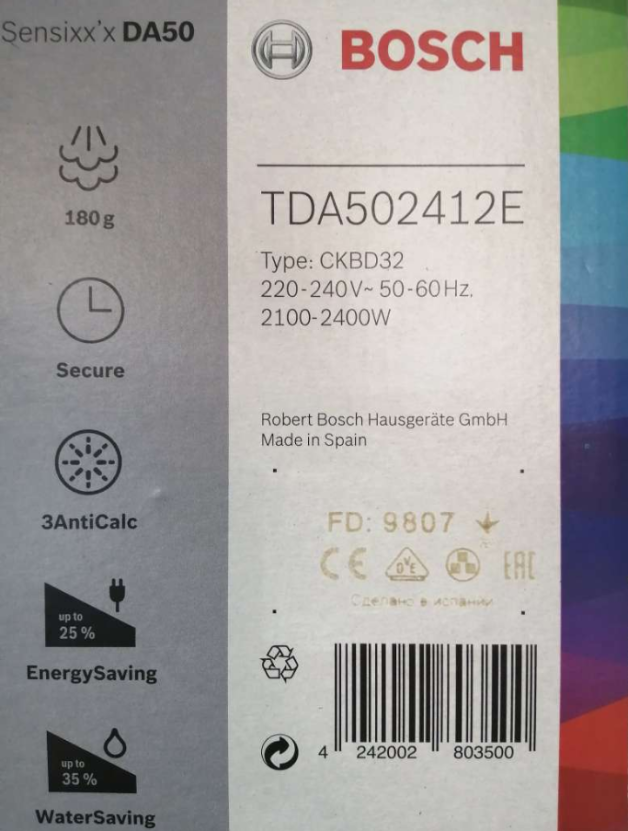 Sensixx'x DA50
180g
Secure
3AntiCalc
up to
25 %
EnergySaving
up to
35 %
WaterSaving
BOSCH
TDA502412E
Type: CKBD32
220-240V~ 50-60Hz,
2100-2400W
Robert Bosch Hausgeräte GmbH
Made in Spain
FD: 9807
CE
EAC
Сделано в испании
4 242002 803500